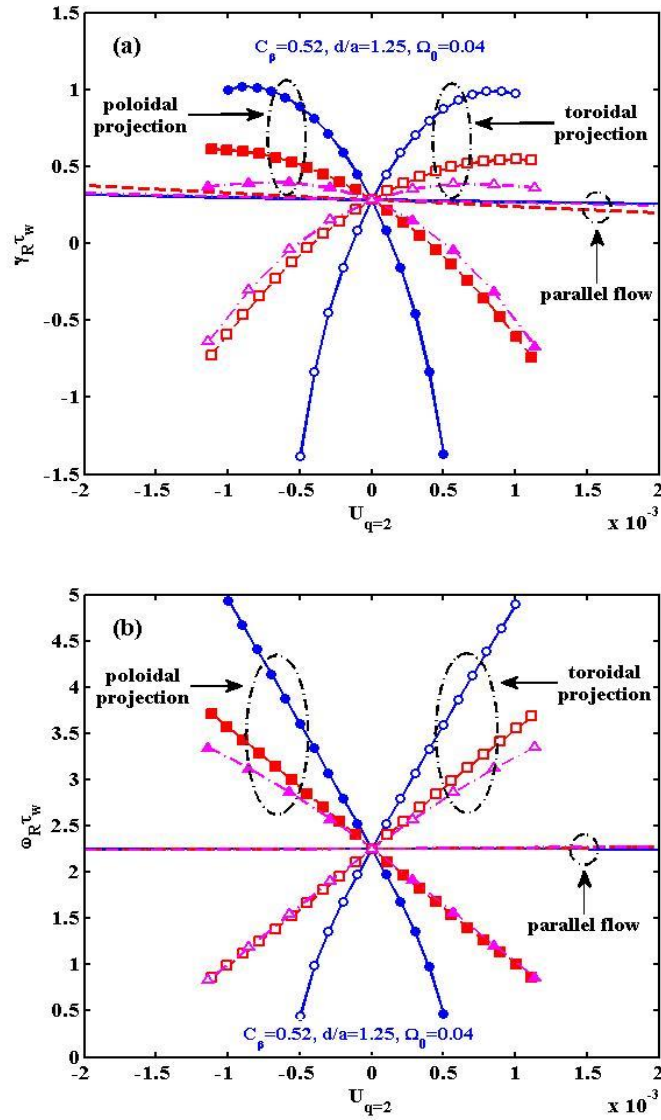 1.5
(a)
C_β=0.52, d/a=1.25, Ω_0=0.04
1
poloidal
projection
toroidal
projection
0.5
0
γ_R τ_w
parallel flow
-0.5
-1
-1.5
-2 -1.5 -1 -0.5 0 0.5 1 1.5 2
U_q=2
x 10^-3
5
(b)
4.5
poloidal
projection
toroidal
projection
4
3.5
3
2.5
ω_R τ_w
2
1.5
parallel flow
1
0.5
C_β=0.52, d/a=1.25, Ω_0=0.04
0
-2 -1.5 -1 -0.5 0 0.5 1 1.5 2
U_q=2
x 10^-3